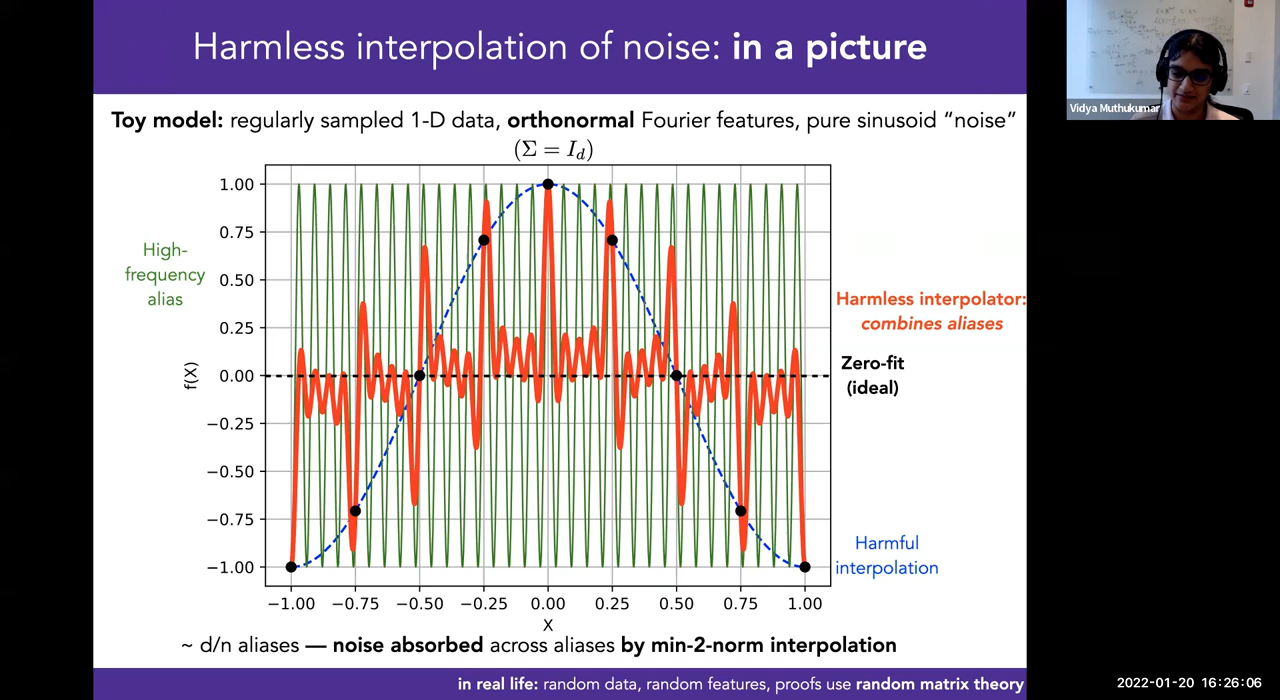 Harmless interpolation of noise: in a picture
Toy model: regularly sampled 1-D data, orthonormal Fourier features, pure sinusoid “noise”
(Σ = I_d)
High-
frequency
alias
1.00
0.75
0.50
0.25
0.00
−0.25
−0.50
−0.75
−1.00
f(X)
−1.00 −0.75 −0.50 −0.25 0.00 0.25 0.50 0.75 1.00
X
Harmless interpolator:
combines aliases
Zero-fit
(ideal)
Harmful
interpolation
~ d/n aliases — noise absorbed across aliases by min-2-norm interpolation
in real life: random data, random features, proofs use random matrix theory
Vidya Muthukumar
2022-01-20 16:26:06